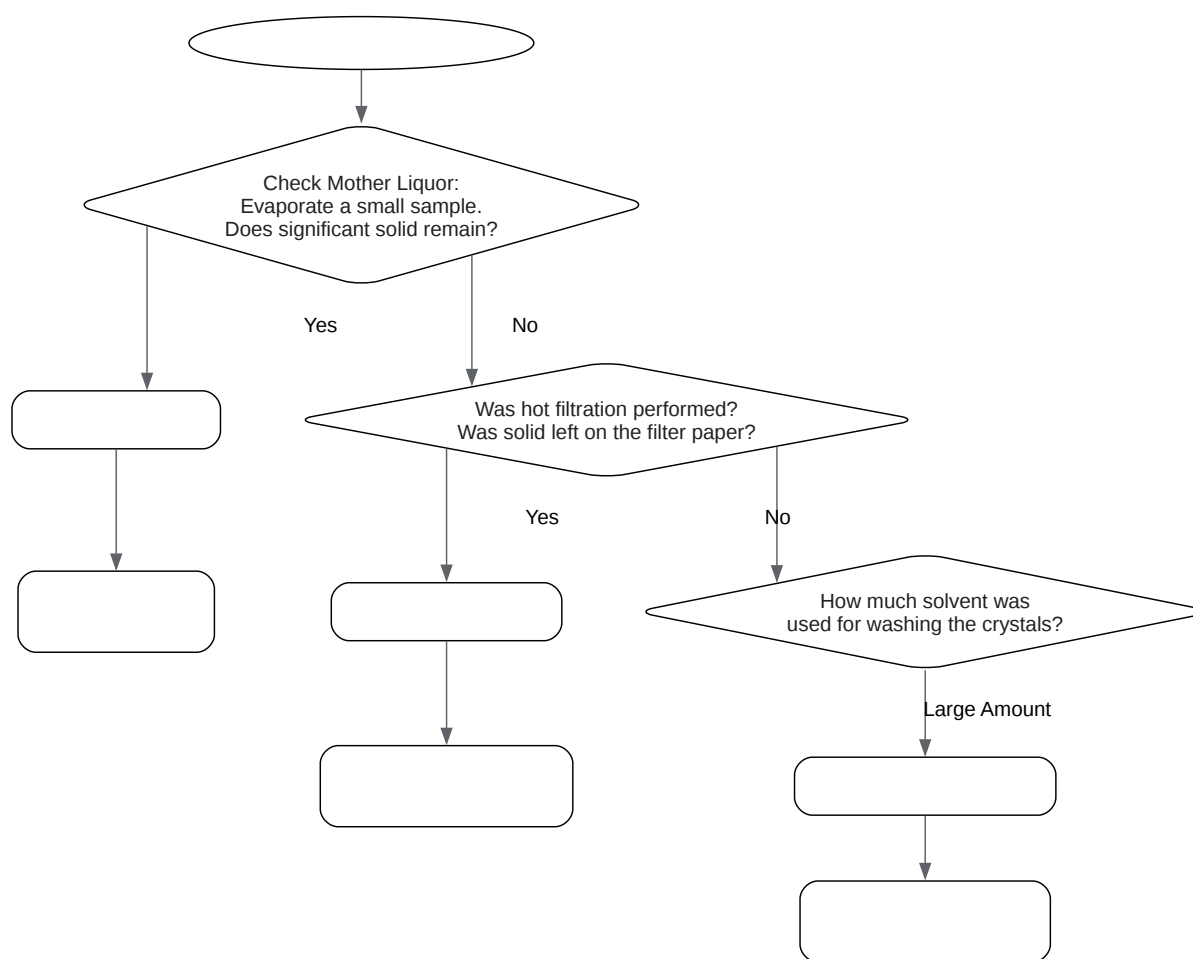 Check Mother Liquor:
Evaporate a small sample.
Does significant solid remain?
Yes
No
Was hot filtration performed?
Was solid left on the filter paper?
Yes
No
How much solvent was
used for washing the crystals?
Large Amount